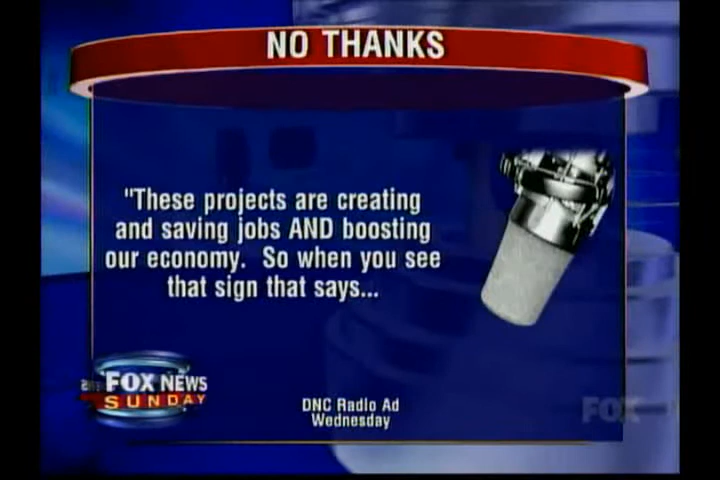 NO THANKS
"These projects are creating
and saving jobs AND boosting
our economy. So when you see
that sign that says...
FOX NEWS
SUNDAY
DNC Radio Ad
Wednesday
FOX